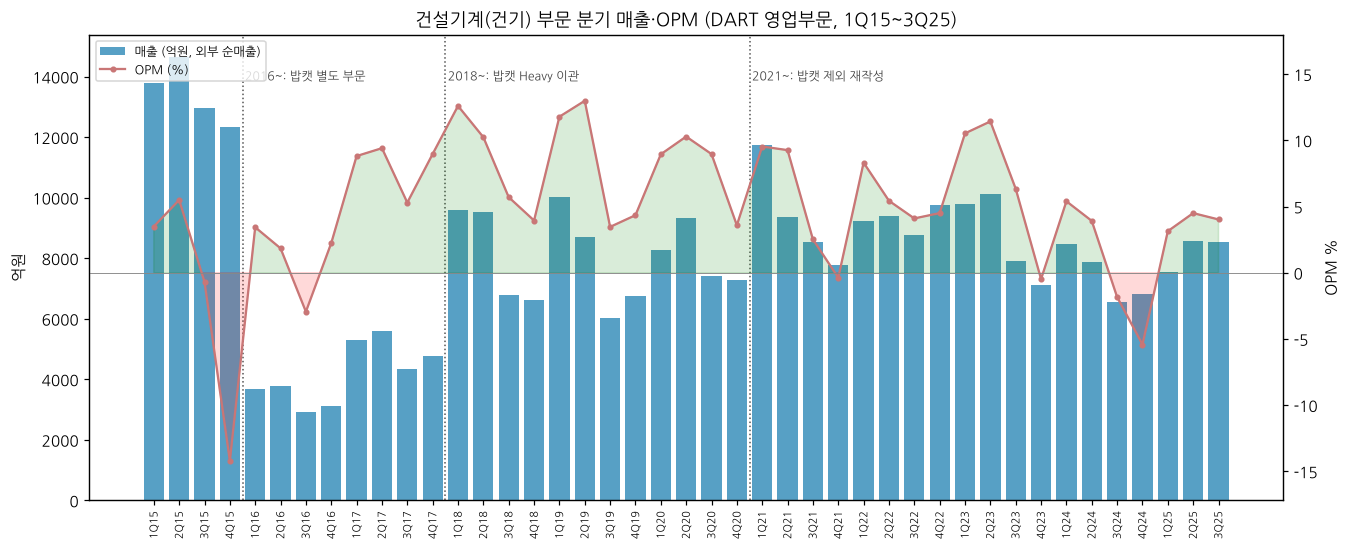 건설기계(건기) 부문 분기 매출·OPM (DART 영업부문, 1Q15~3Q25)
매출 (억원, 외부 순매출)
OPM (%)
2016~: 밥캣 별도 부문
2018~: 밥캣 Heavy 이관
2021~: 밥캣 제외 재작성
14000
12000
10000
8000
6000
4000
2000
0
억원
15
10
5
0
-5
-10
-15
OPM %
1Q15
2Q15
3Q15
4Q15
1Q16
2Q16
3Q16
4Q16
1Q17
2Q17
3Q17
4Q17
1Q18
2Q18
3Q18
4Q18
1Q19
2Q19
3Q19
4Q19
1Q20
2Q20
3Q20
4Q20
1Q21
2Q21
3Q21
4Q21
1Q22
2Q22
3Q22
4Q22
1Q23
2Q23
3Q23
4Q23
1Q24
2Q24
3Q24
4Q24
1Q25
2Q25
3Q25